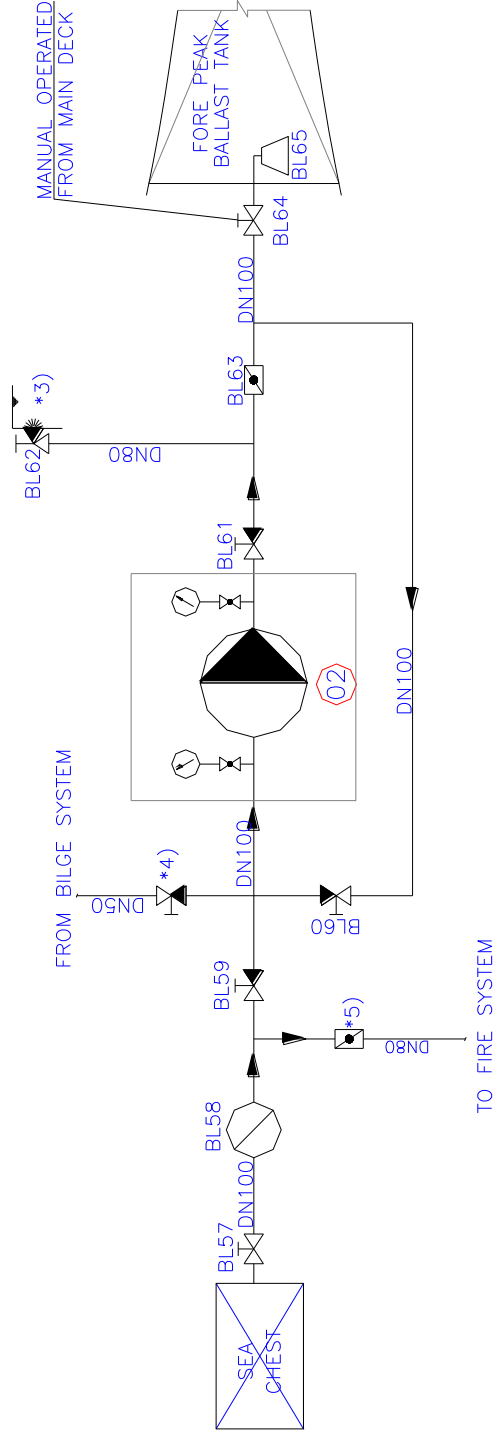 MANUAL OPERATED
FROM MAIN DECK
FORE PEAK
BALLAST TANK
BL65
BL64
DN100
BL63
*3)
BL62
DN80
BL61
02
DN100
FROM BILGE SYSTEM
DN50
*4)
DN100
BL60
BL59
*5)
DN80
TO FIRE SYSTEM
BL58
DN100
BL57
SEA
CHEST